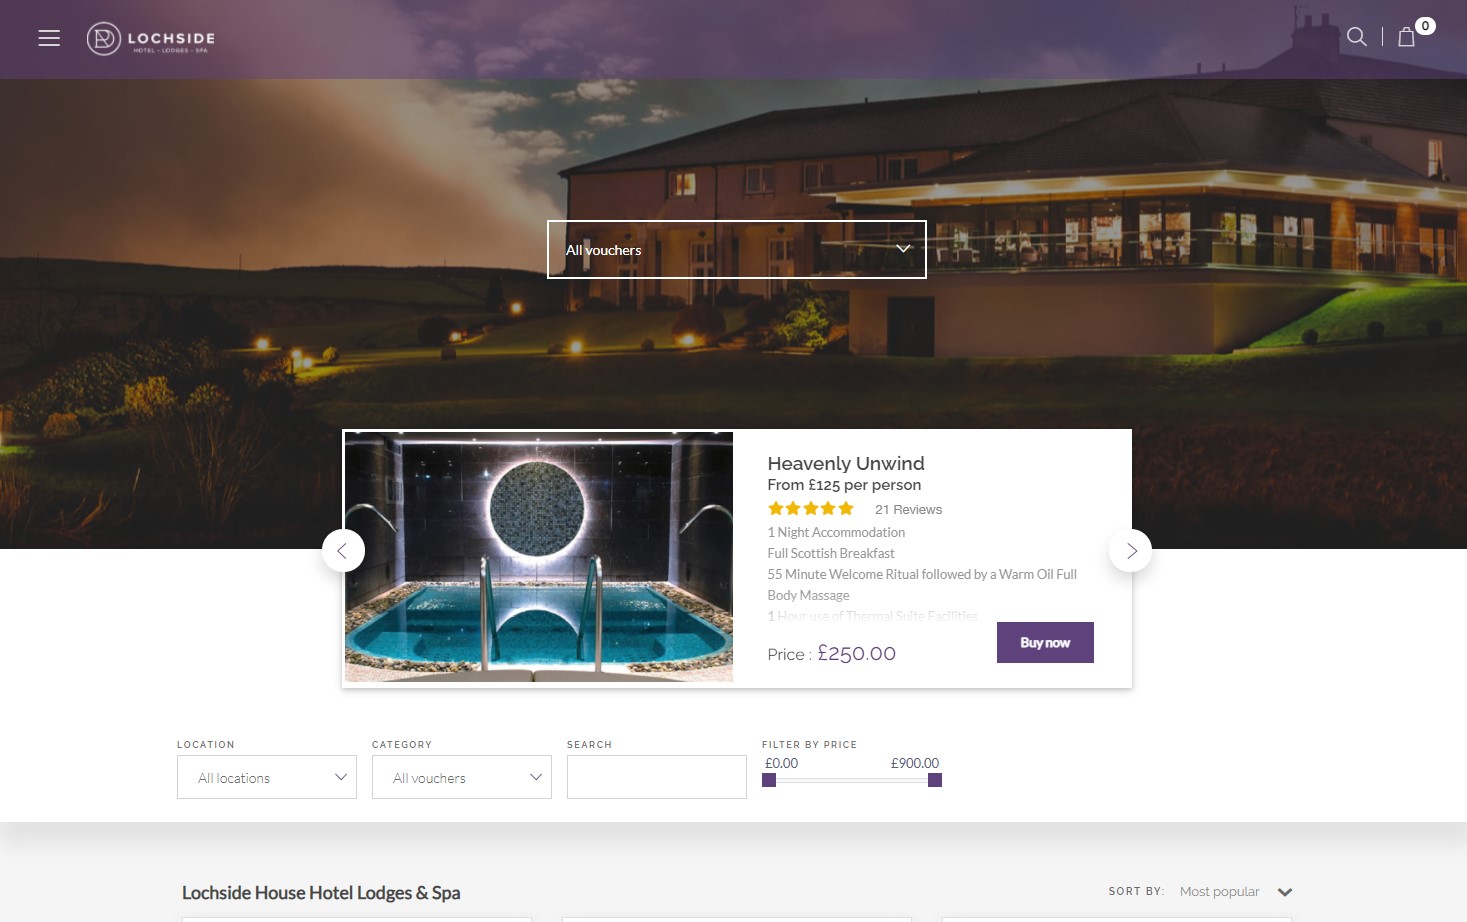 LOCHSIDE
HOTEL - LODGES - SPA
0
All vouchers
Heavenly Unwind
From £125 per person
21 Reviews
1 Night Accommodation
Full Scottish Breakfast
55 Minute Welcome Ritual followed by a Warm Oil Full
Body Massage
1 Hour use of Thermal Suite Facilities
Price : £250.00
Buy now
LOCATION
CATEGORY
SEARCH
FILTER BY PRICE
£0.00
£900.00
All locations
All vouchers
Lochside House Hotel Lodges & Spa
SORT BY:
Most popular